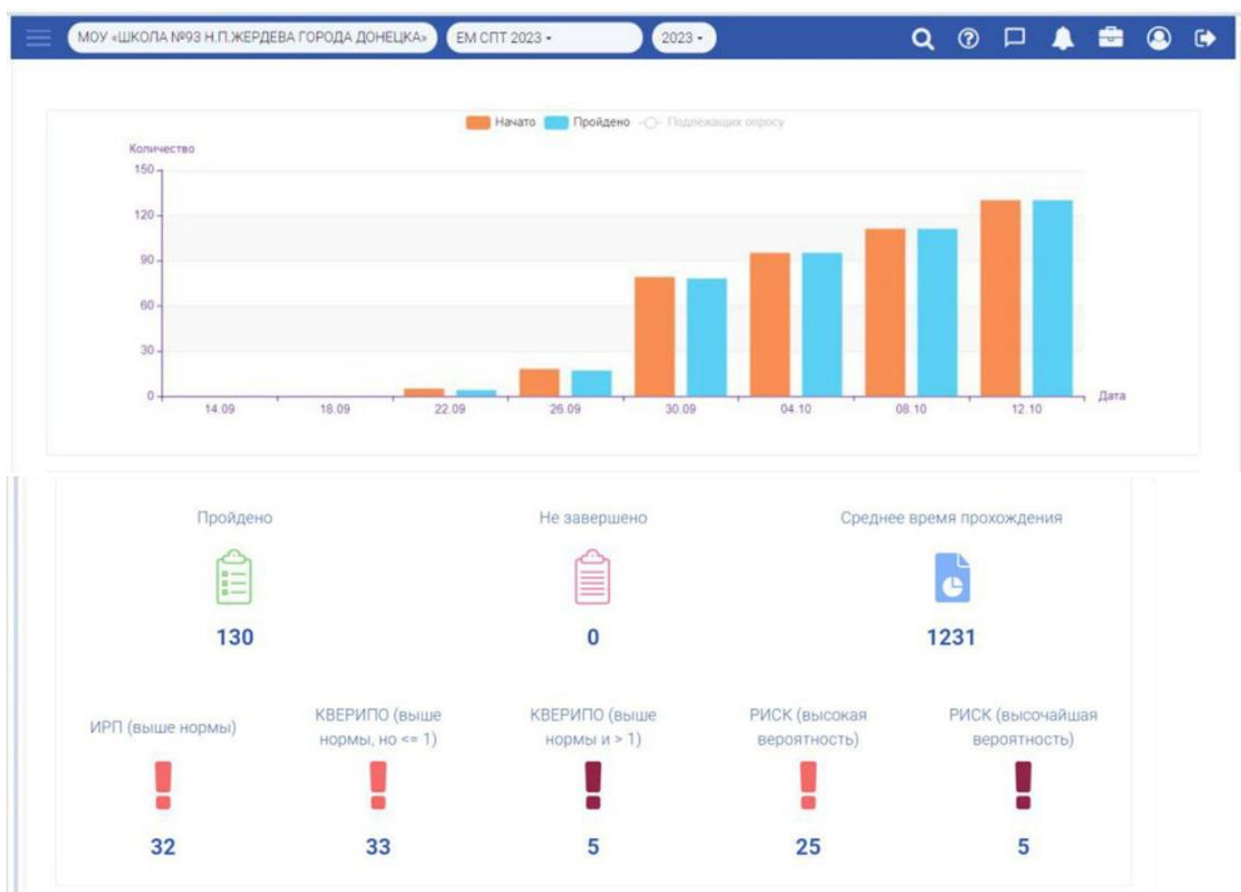 МОУ «ШКОЛА №93 Н.П.ЖЕРДЕВА ГОРОДА ДОНЕЦКА» ЕМ СПТ 2023 2023
Начато Пройдено Подлежащих опросу
Количество
150
120
90
60
30
0
14.09 18.09 22.09 26.09 30.09 04.10 08.10 12.10 Дата
Пройдено Не завершено Среднее время прохождения
130 0 1231
ИРП (выше нормы) КВЕРИПО (выше нормы, но <= 1) КВЕРИПО (выше нормы и > 1) РИСК (высокая вероятность) РИСК (высочайшая вероятность)
32 33 5 25 5